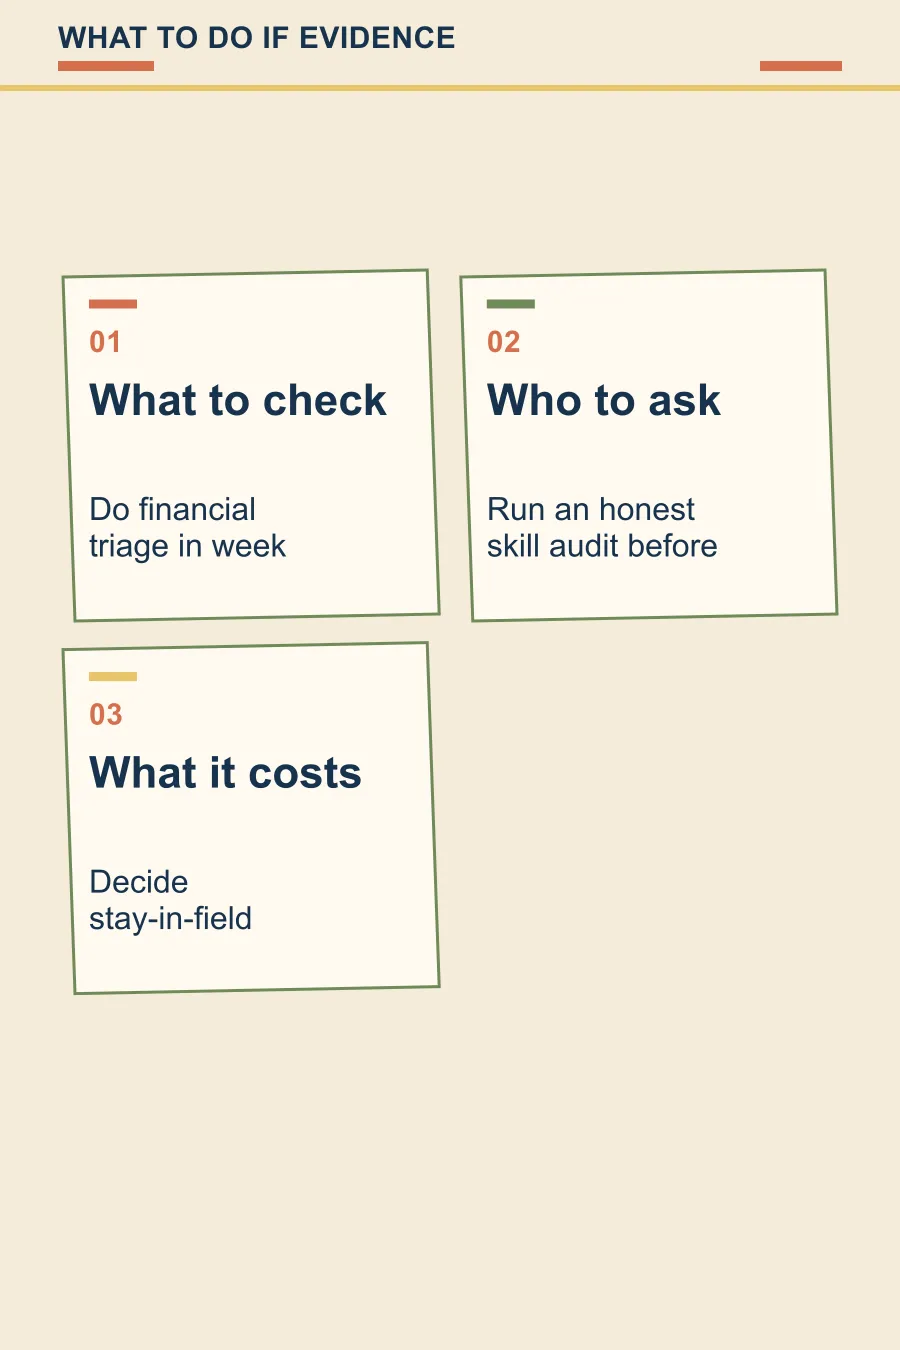 WHAT TO DO IF EVIDENCE
01
What to check
Do financial
triage in week
02
Who to ask
Run an honest
skill audit before
03
What it costs
Decide
stay-in-field